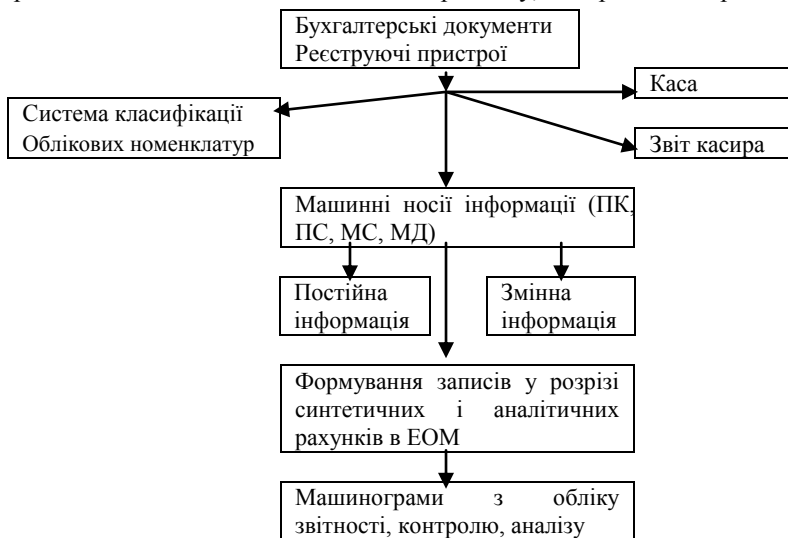 Бухгалтерські документи
Реєструючі пристрої
Каса
Система класифікації
Облікових номенклатур
Звіт касира
Машинні носії інформації (ПК,
ПС, МС, МД)
Постійна
інформація
Змінна
інформація
Формування записів у розрізі
синтетичних і аналітичних
рахунків в ЕОМ
Машинограми з обліку
звітності, контролю, аналізу